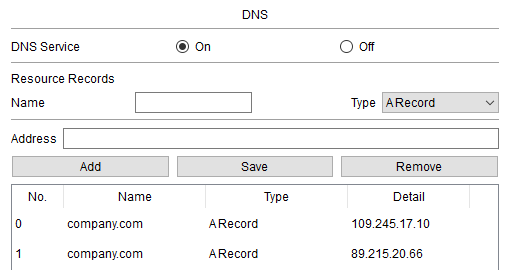 DNS
DNS Service On Off
Resource Records
Name Type A Record
Address
Add Save Remove
No. Name Type Detail
0 company.com A Record 109.245.17.10
1 company.com A Record 89.215.20.66